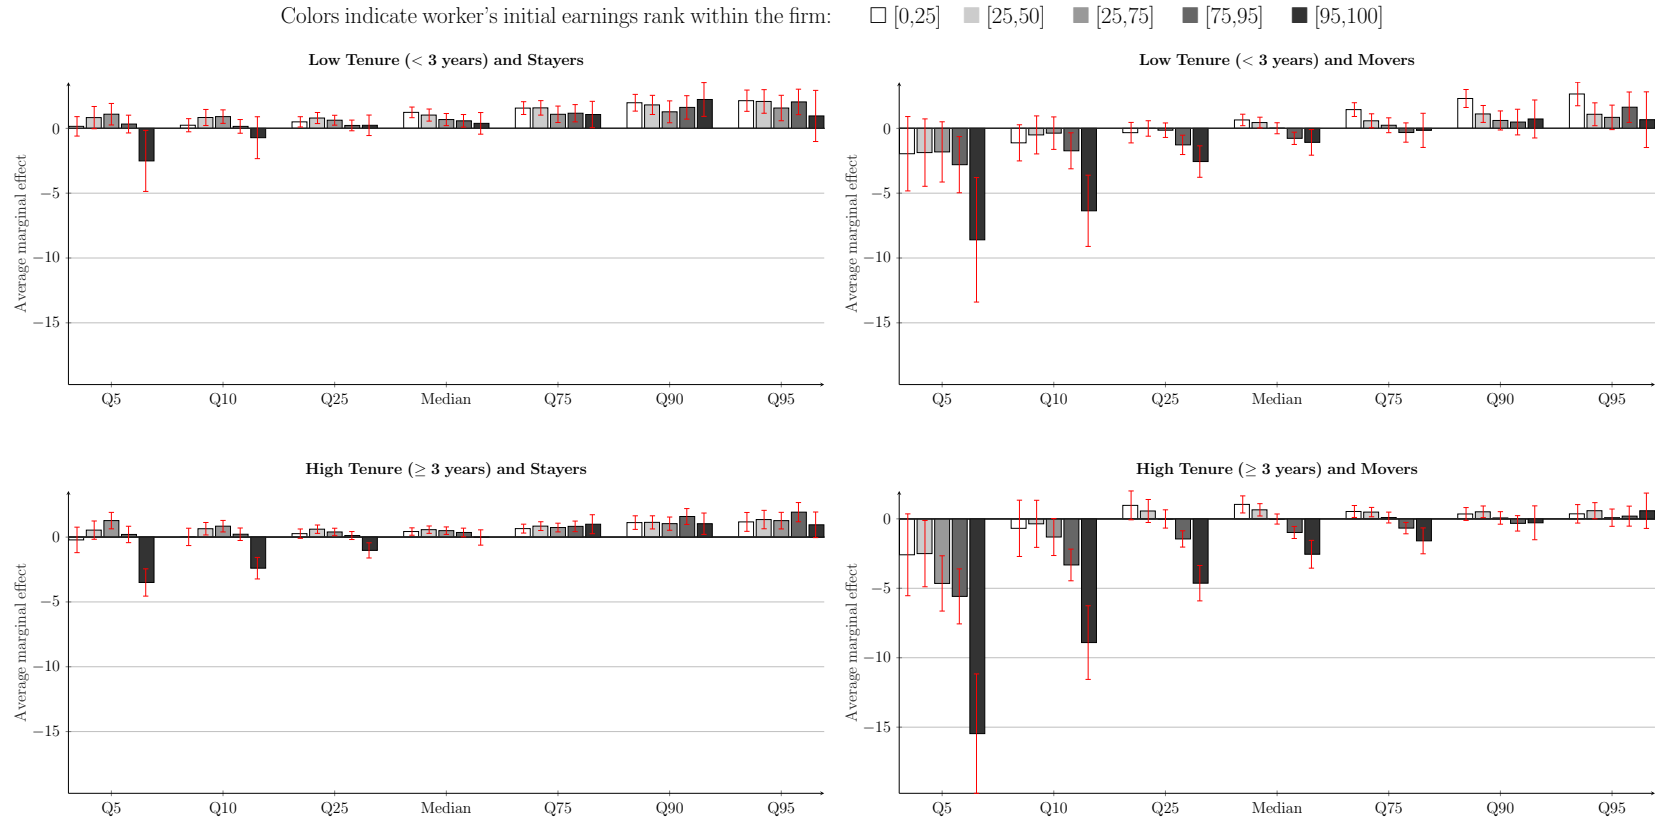 Colors indicate worker's initial earnings rank within the firm: [0,25] [25,50] [25,75] [75,95] [95,100]
Low Tenure (< 3 years) and Stayers
Average marginal effect
0
−5
−10
−15
Q5 Q10 Q25 Median Q75 Q90 Q95
Low Tenure (< 3 years) and Movers
Average marginal effect
0
−5
−10
−15
Q5 Q10 Q25 Median Q75 Q90 Q95
High Tenure (≥ 3 years) and Stayers
Average marginal effect
0
−5
−10
−15
Q5 Q10 Q25 Median Q75 Q90 Q95
High Tenure (≥ 3 years) and Movers
Average marginal effect
0
−5
−10
−15
Q5 Q10 Q25 Median Q75 Q90 Q95